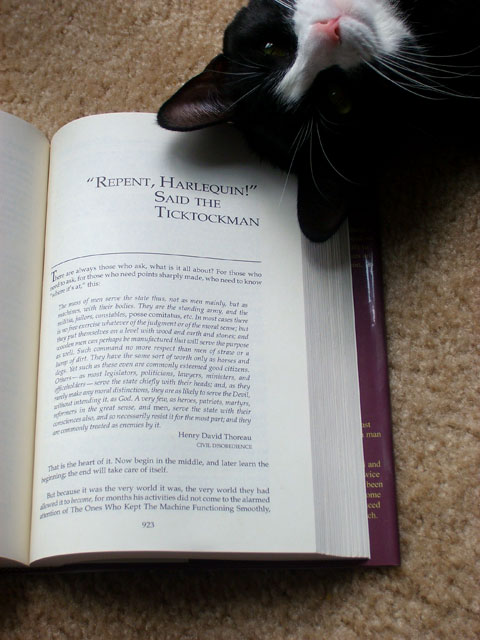 "REPENT, HARLEQUIN!"
SAID THE
TICKTOCKMAN
There are always those who ask, what is it all about? For those who
need to ask, for those who need points sharply made, who need to know
"where it's at," this:
The mass of men serve the state thus, not as men mainly, but as
machines, with their bodies. They are the standing army, and the
militia, jailors, constables, posse comitatus, etc. In most cases there
is no free exercise whatever of the judgment or of the moral sense; but
they put themselves on a level with wood and earth and stones; and
wooden men can perhaps be manufactured that will serve the purpose
as well. Such command no more respect than men of straw or a
lump of dirt. They have the same sort of worth only as horses and
dogs. Yet such as these even are commonly esteemed good citizens.
Others—as most legislators, politicians, lawyers, ministers, and
officeholders—serve the state chiefly with their heads; and, as they
rarely make any moral distinctions, they are as likely to serve the Devil,
without intending it, as God. A very few, as heroes, patriots, martyrs,
reformers in the great sense, and men, serve the state with their
consciences also, and so necessarily resist it for the most part; and they
are commonly treated as enemies by it.
Henry David Thoreau
CIVIL DISOBEDIENCE
That is the heart of it. Now begin in the middle, and later learn the
beginning; the end will take care of itself.
But because it was the very world it was, the very world they had
allowed it to become, for months his activities did not come to the alarmed
attention of The Ones Who Kept The Machine Functioning Smoothly,
923
man
and
been
ch.